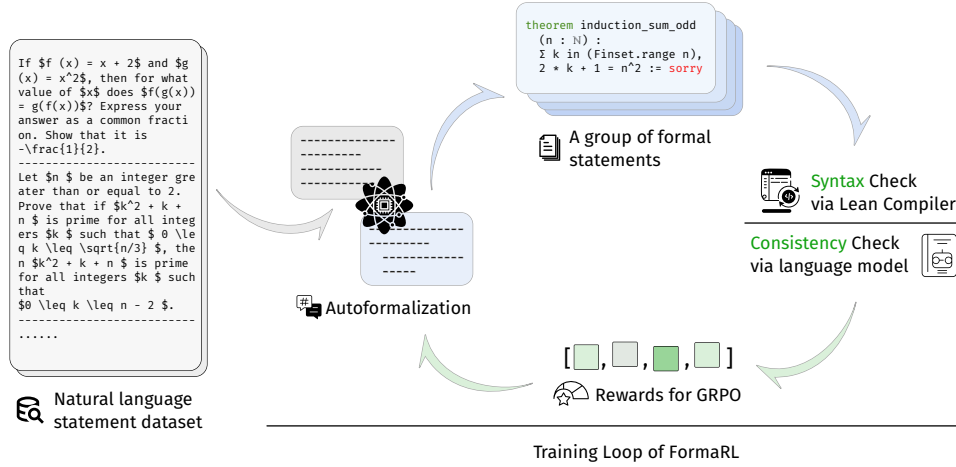 If $f (x) = x + 2$ and $g
(x) = x^2$, then for what
value of $x$ does $f(g(x))
= g(f(x))$? Express your
answer as a common fracti
on. Show that it is
-\frac{1}{2}.
--------------------------
Let $n $ be an integer gre
ater than or equal to 2.
Prove that if $k^2 + k +
n $ is prime for all integ
ers $k $ such that $ 0 \le
q k \leq \sqrt{n/3} $, the
n $k^2 + k + n $ is prime
for all integers $k $ such
that
$0 \leq k \leq n - 2 $.
--------------------------
......
Natural language
statement dataset
#
Autoformalization
theorem induction_sum_odd
(n : ℕ) :
Σ k in (Finset.range n),
2 * k + 1 = n^2 := sorry
A group of formal
statements
Syntax Check
via Lean Compiler
Consistency Check
via language model
[ , , , ]
Rewards for GRPO
Training Loop of FormaRL